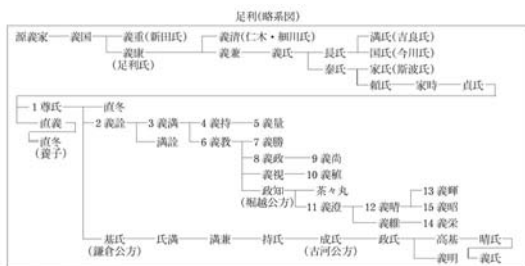 足利(略系図)
源義家 義国 義重(新田氏) 義清(仁木・細川氏) 満氏(吉良氏)
義康 義兼 義氏 長氏 国氏(今川氏)
(足利氏) 泰氏 家氏(斯波氏)
頼氏 家時 貞氏
1 尊氏 直冬
直義 2 義詮 3 義満 4 義持 5 義量
直冬 満詮 6 義教 7 義勝
(養子) 8 義政 9 義尚
義視 10 義稙
政知 茶々丸 13 義輝
(堀越公方) 11 義澄 12 義晴 15 義昭
義維 14 義栄
基氏 氏満 満兼 持氏 成氏 政氏 高基 晴氏
(鎌倉公方) (古河公方) 義明 義氏